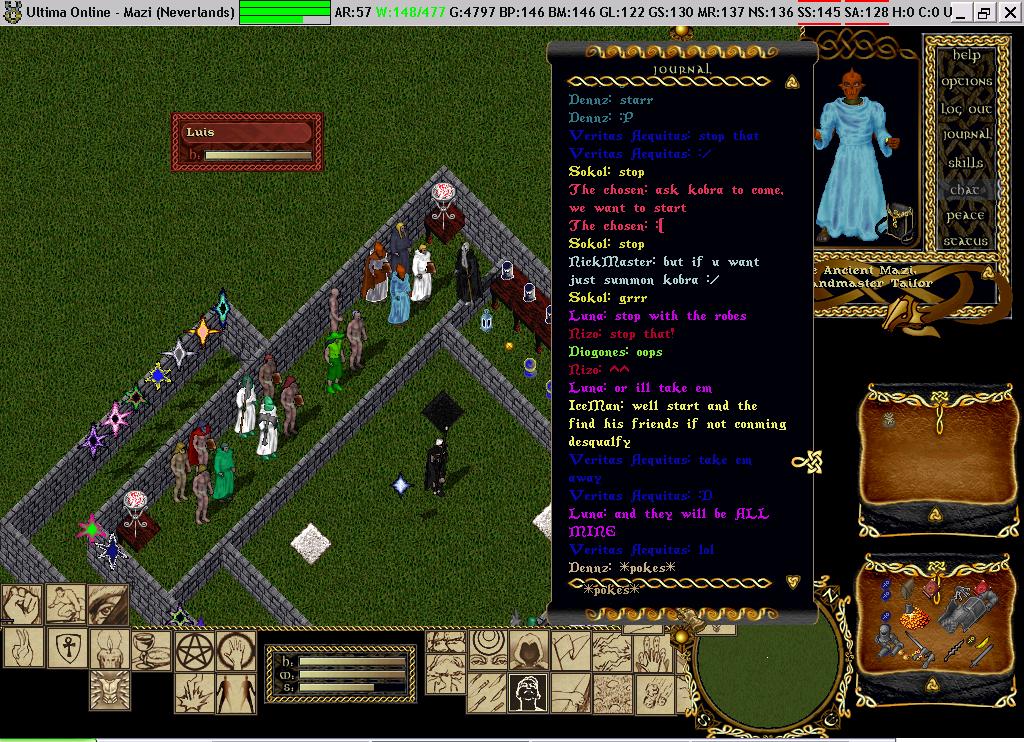 Ultima Online - Mazi (Neverlands) AR:57 W:148/477 G:4797 BP:146 BM:146 GL:122 GS:130 MR:137 NS:136 SS:145 SA:128 H:0 C:0 U
Luis
h:
JOURNAL
Dennz: starr
Dennz: :P
Veritas Aequitas: stop that
Veritas Aequitas: :/
Sokol: stop
The chosen: ask kobra to come,
we want to start
The chosen: :[
Sokol: stop
NickMaster: but if u want
just summon kobra :/
Sokol: grrr
Luna: stop with the robes
Nizo: stop that!
Diogones: oops
Nizo: ^^
Luna: or ill take em
IceMan: well start and the
find his friends if not conming
desqualfy
Veritas Aequitas: take em
away
Veritas Aequitas: :D
Luna: and they will be ALL
MINE
Veritas Aequitas: lol
Dennz: *pokes*
*pokes*
help
options
log out
journal
skills
chat
peace
status
e Ancient Mazi,
andmaster Tailor
h:
m:
s:
N
S
E